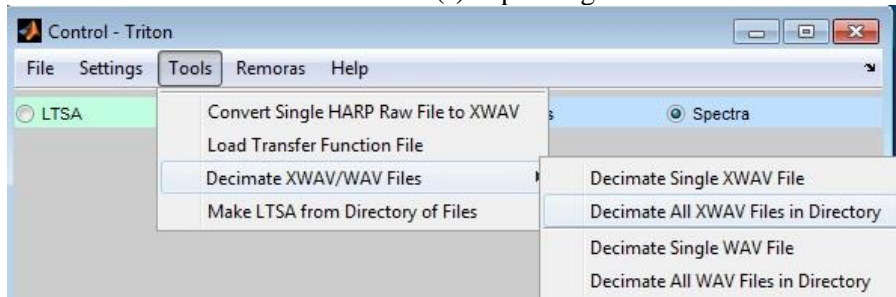 Control - Triton
File Settings Tools Remoras Help
LTSA
Spectra
Convert Single HARP Raw File to XWAV
Load Transfer Function File
Decimate XWAV/WAV Files
Make LTSA from Directory of Files
Decimate Single XWAV File
Decimate All XWAV Files in Directory
Decimate Single WAV File
Decimate All WAV Files in Directory